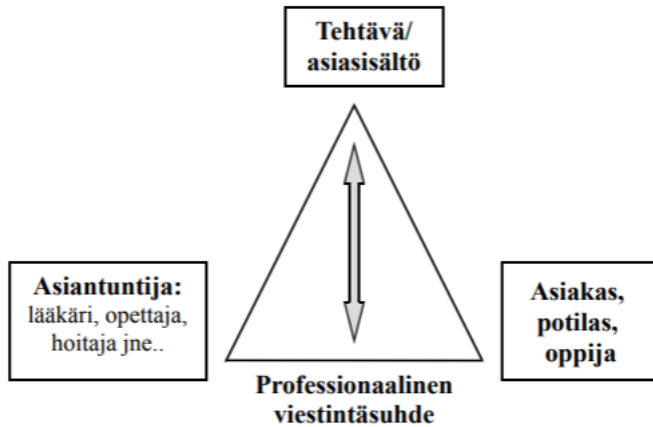 Tehtävä/
asiasisältö
Asiantuntija:
lääkäri, opettaja,
hoitaja jne..
Asiakas,
potilas,
oppija
Professionaalinen
viestintäsuhde